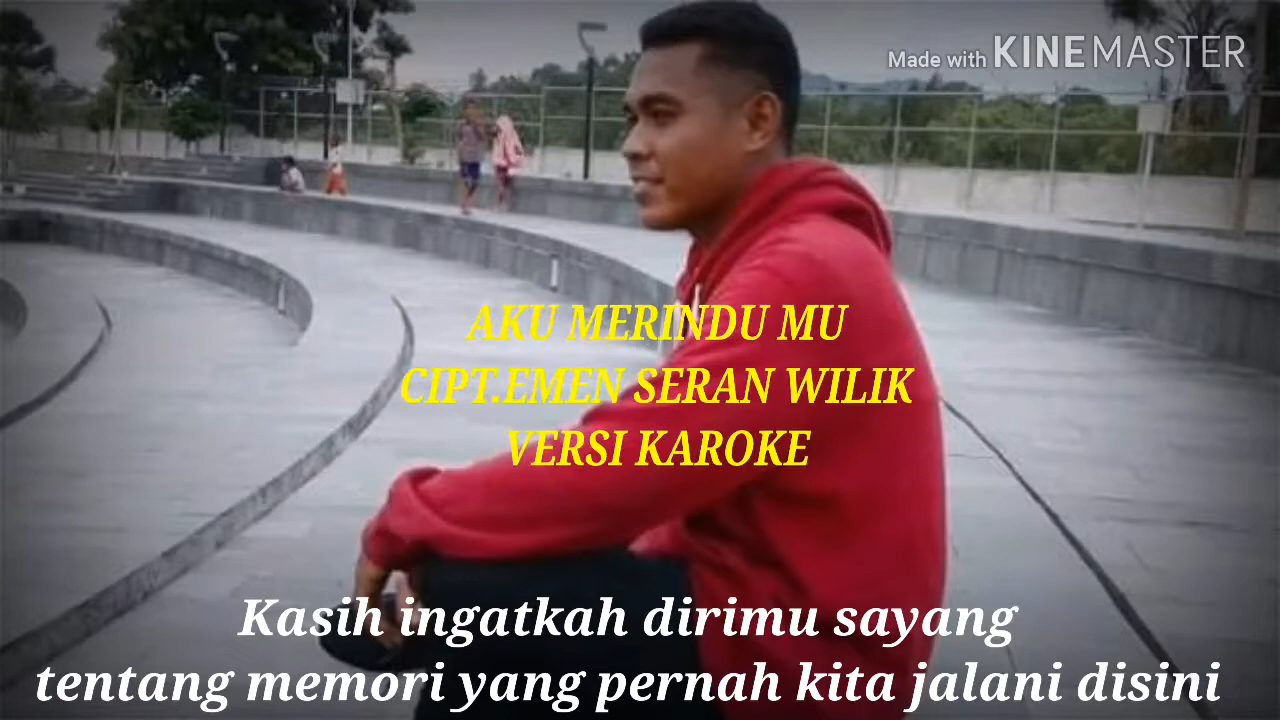 Made with KINEMASTER
AKU MERINDU MU
CIPT.EMEN SERAN WILIK
VERSI KAROKE
Kasih ingatkah dirimu sayang
tentang memori yang pernah kita jalani disini